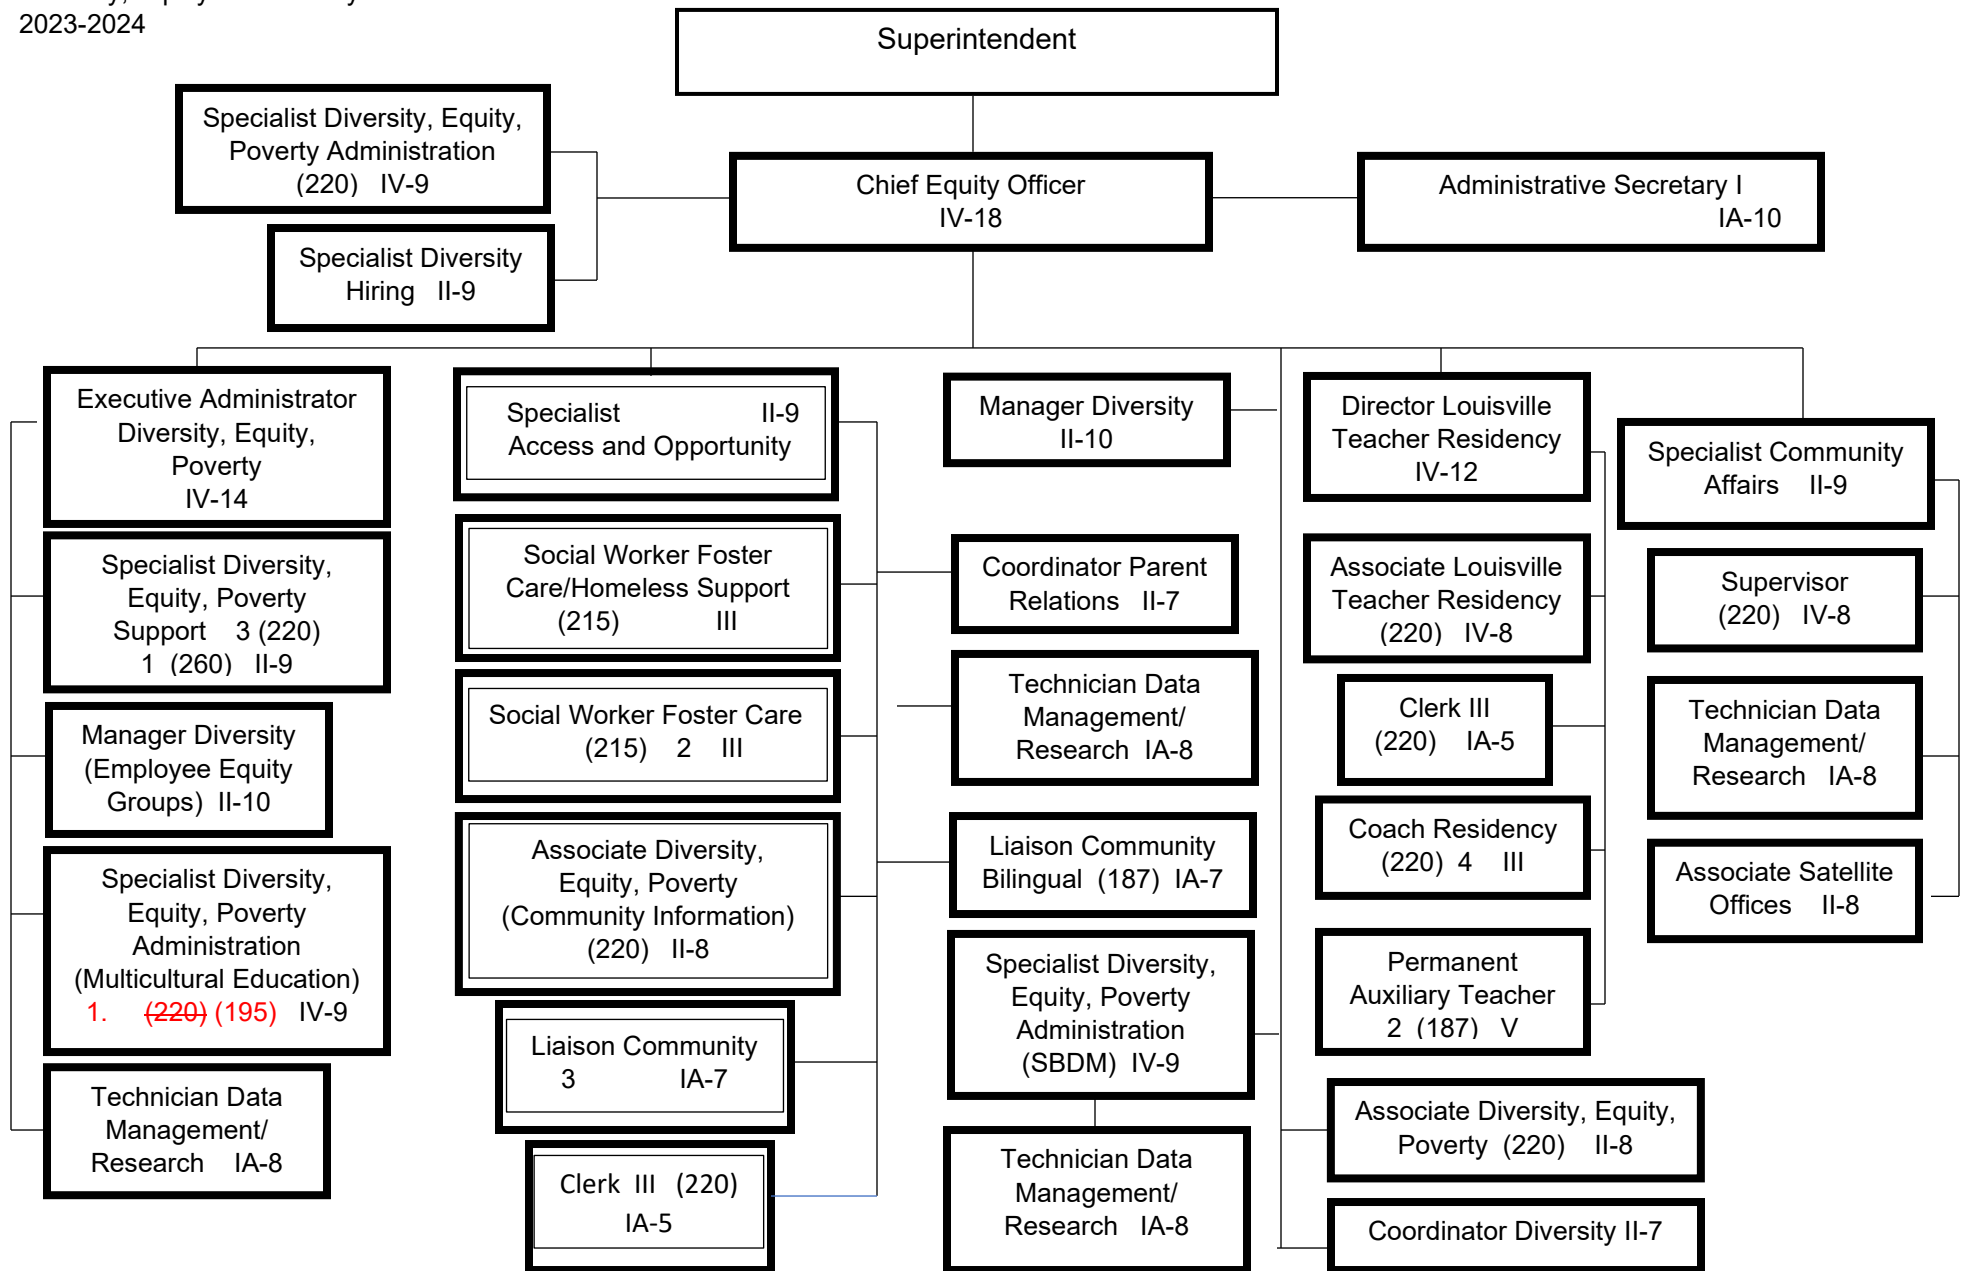 2023-2024
Superintendent
Specialist Diversity, Equity,
Poverty Administration
(220) IV-9
Chief Equity Officer
IV-18
Administrative Secretary I
IA-10
Specialist Diversity
Hiring II-9
Executive Administrator
Diversity, Equity,
Poverty
IV-14
Specialist Diversity,
Equity, Poverty
Support 3 (220)
1 (260) II-9
Manager Diversity
(Employee Equity
Groups) II-10
Specialist Diversity,
Equity, Poverty
Administration
(Multicultural Education)
1. (220) (195) IV-9
Technician Data
Management/
Research IA-8
Specialist II-9
Access and Opportunity
Social Worker Foster
Care/Homeless Support
(215) III
Social Worker Foster Care
(215) 2 III
Associate Diversity,
Equity, Poverty
(Community Information)
(220) II-8
Liaison Community
3 IA-7
Clerk III (220)
IA-5
Manager Diversity
II-10
Coordinator Parent
Relations II-7
Technician Data
Management/
Research IA-8
Liaison Community
Bilingual (187) IA-7
Specialist Diversity,
Equity, Poverty
Administration
(SBDM) IV-9
Technician Data
Management/
Research IA-8
Director Louisville
Teacher Residency
IV-12
Associate Louisville
Teacher Residency
(220) IV-8
Clerk III
(220) IA-5
Coach Residency
(220) 4 III
Permanent
Auxiliary Teacher
2 (187) V
Associate Diversity, Equity,
Poverty (220) II-8
Coordinator Diversity II-7
Specialist Community
Affairs II-9
Supervisor
(220) IV-8
Technician Data
Management/
Research IA-8
Associate Satellite
Offices II-8